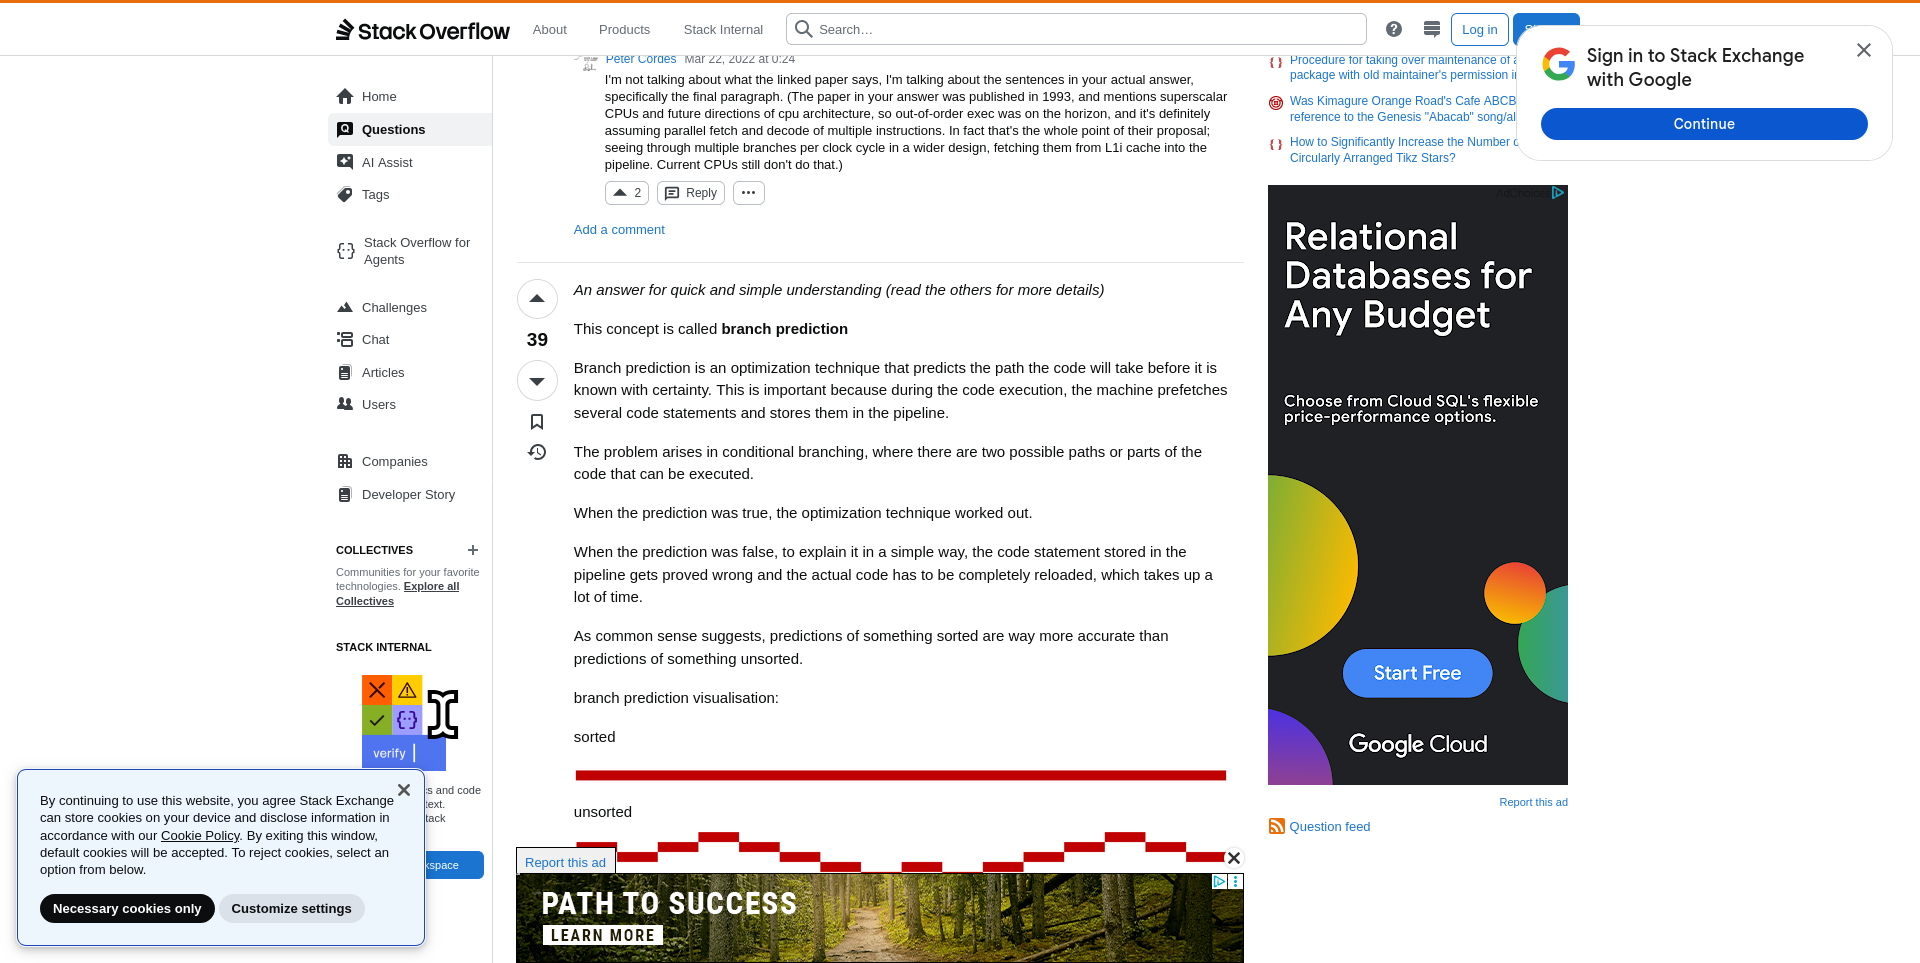 Stack Overflow
About
Products
Stack Internal
Search…
Log in
Sign in to Stack Exchange
with Google
Continue
Home
Questions
AI Assist
Tags
Stack Overflow for
Agents
Challenges
Chat
Articles
Users
Companies
Developer Story
COLLECTIVES
Communities for your favorite
technologies. Explore all
Collectives
STACK INTERNAL
verify
s and code
text.
tack
kspace
By continuing to use this website, you agree Stack Exchange
can store cookies on your device and disclose information in
accordance with our Cookie Policy. By exiting this window,
default cookies will be accepted. To reject cookies, select an
option from below.
Necessary cookies only
Customize settings
Peter Cordes Mar 22, 2022 at 0:24
I'm not talking about what the linked paper says, I'm talking about the sentences in your actual answer,
specifically the final paragraph. (The paper in your answer was published in 1993, and mentions superscalar
CPUs and future directions of cpu architecture, so out-of-order exec was on the horizon, and it's definitely
assuming parallel fetch and decode of multiple instructions. In fact that's the whole point of their proposal;
seeing through multiple branches per clock cycle in a wider design, fetching them from L1i cache into the
pipeline. Current CPUs still don't do that.)
2
Reply
Add a comment
39
An answer for quick and simple understanding (read the others for more details)
This concept is called branch prediction
Branch prediction is an optimization technique that predicts the path the code will take before it is
known with certainty. This is important because during the code execution, the machine prefetches
several code statements and stores them in the pipeline.
The problem arises in conditional branching, where there are two possible paths or parts of the
code that can be executed.
When the prediction was true, the optimization technique worked out.
When the prediction was false, to explain it in a simple way, the code statement stored in the
pipeline gets proved wrong and the actual code has to be completely reloaded, which takes up a
lot of time.
As common sense suggests, predictions of something sorted are way more accurate than
predictions of something unsorted.
branch prediction visualisation:
sorted
unsorted
Report this ad
PATH TO SUCCESS
LEARN MORE
Procedure for taking over maintenance of a
package with old maintainer's permission in
Was Kimagure Orange Road's Cafe ABCB
reference to the Genesis "Abacab" song/al
How to Significantly Increase the Number o
Circularly Arranged Tikz Stars?
Relational
Databases for
Any Budget
Choose from Cloud SQL's flexible
price-performance options.
Start Free
Google Cloud
Report this ad
Question feed